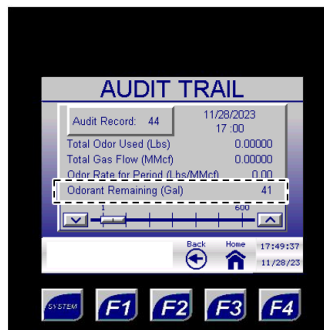 AUDIT TRAIL
Audit Record: 44
11/28/2023
17 :00
Total Odor Used (Lbs) 0.00000
Total Gas Flow (MMcf) 0.00000
Odor Rate for Period (Lbs/MMcf) 0.00
Odorant Remaining (Gal) 41
1 600
Back Home 17:49:37
11/28/23
SYSTEM F1 F2 F3 F4